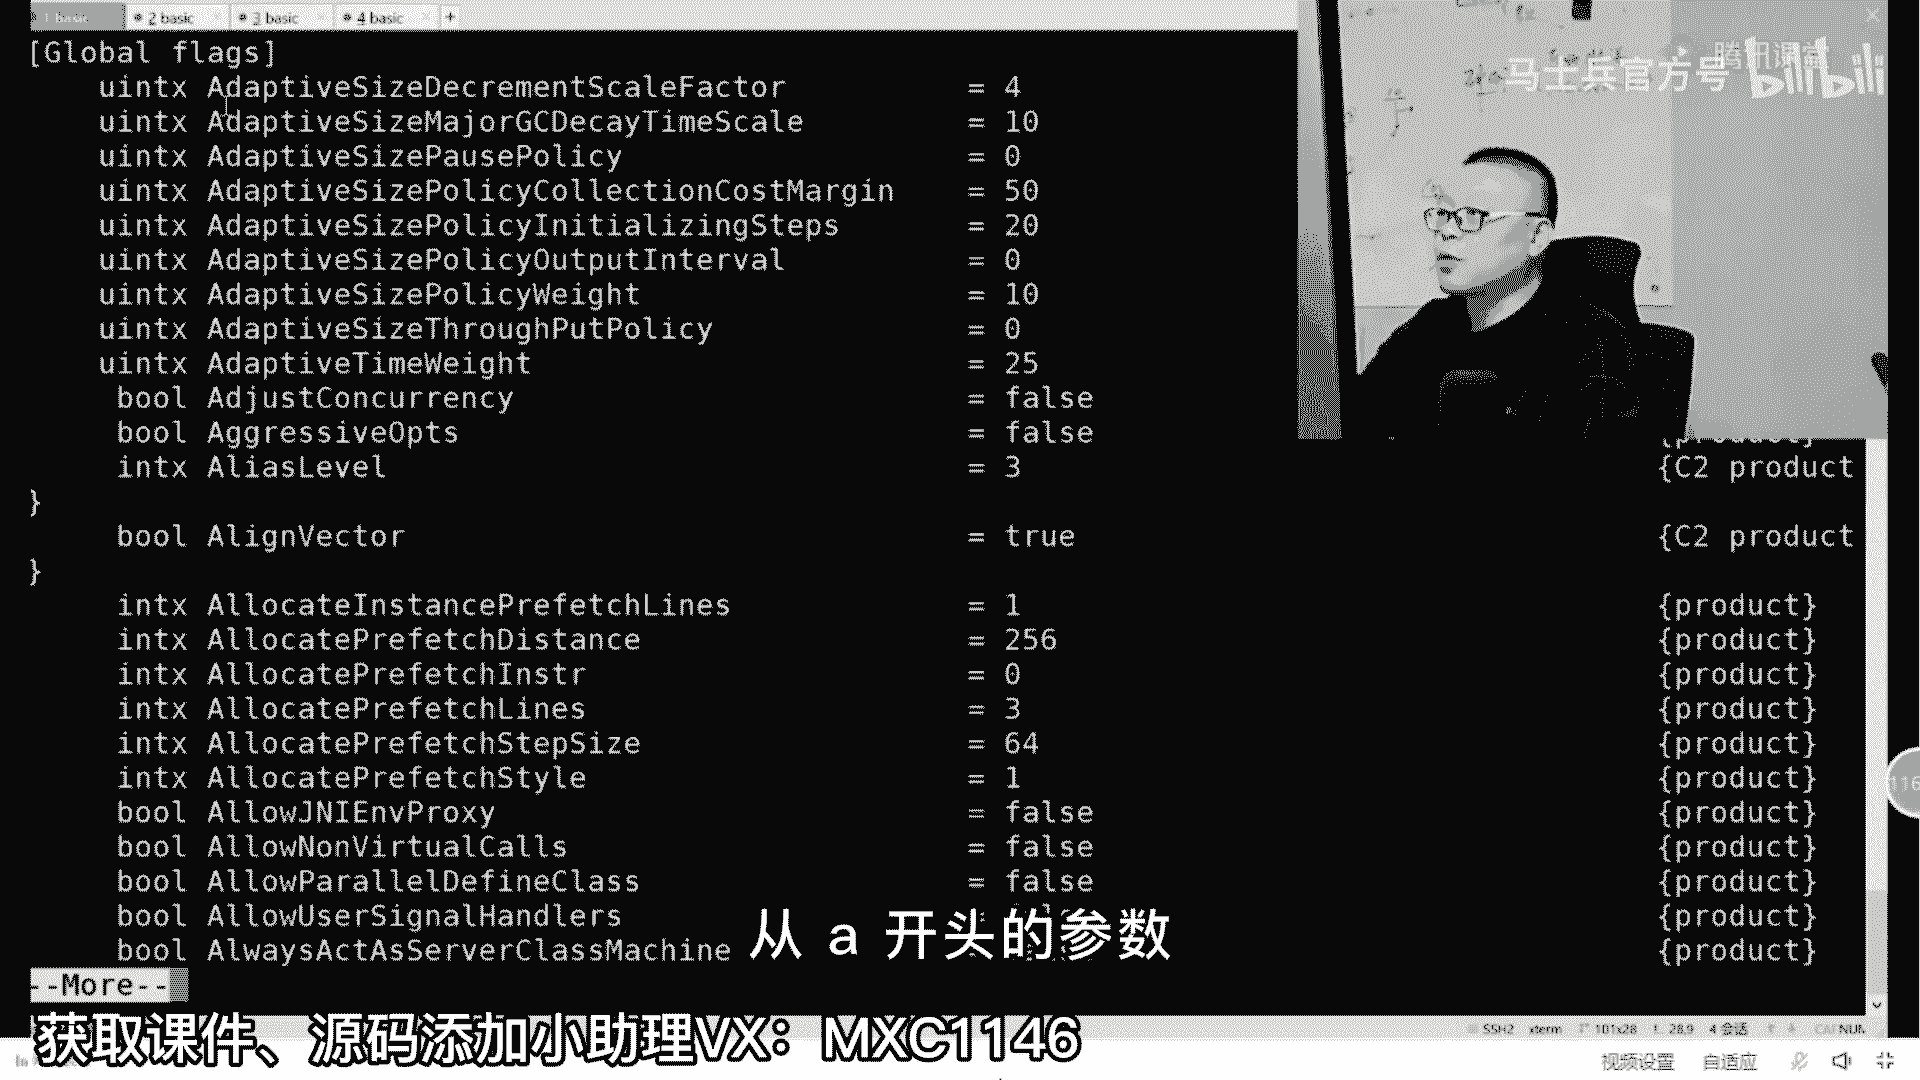 1 basic 2 basic 3 basic 4 basic +
[Global flags]
uintx AdaptiveSizeDecrementScaleFactor = 4
uintx AdaptiveSizeMajorGCDecayTimeScale = 10
uintx AdaptiveSizePausePolicy = 0
uintx AdaptiveSizePolicyCollectionCostMargin = 50
uintx AdaptiveSizePolicyInitializingSteps = 20
uintx AdaptiveSizePolicyOutputInterval = 0
uintx AdaptiveSizePolicyWeight = 10
uintx AdaptiveSizeThroughPutPolicy = 0
uintx AdaptiveTimeWeight = 25
bool AdjustConcurrency = false
bool AggressiveOpts = false {product}
intx AliasLevel = 3 {C2 product
}
bool AlignVector = true {C2 product
}
intx AllocateInstancePrefetchLines = 1 {product}
intx AllocatePrefetchDistance = 256 {product}
intx AllocatePrefetchInstr = 0 {product}
intx AllocatePrefetchLines = 3 {product}
intx AllocatePrefetchStepSize = 64 {product}
intx AllocatePrefetchStyle = 1 {product}
bool AllowJNIEnvProxy = false {product}
bool AllowNonVirtualCalls = false {product}
bool AllowParallelDefineClass = false {product}
bool AllowUserSignalHandlers {product}
bool AlwaysActAsServerClassMachine {product}
--More--
腾讯课堂
马士兵官方号 bilibili
从 a 开头的参数
116
获取课件、源码添加小助理VX：MXC1146
SSH2 xterm 101x28 28,9 4 会话 CAP NUM
视频设置 自适应